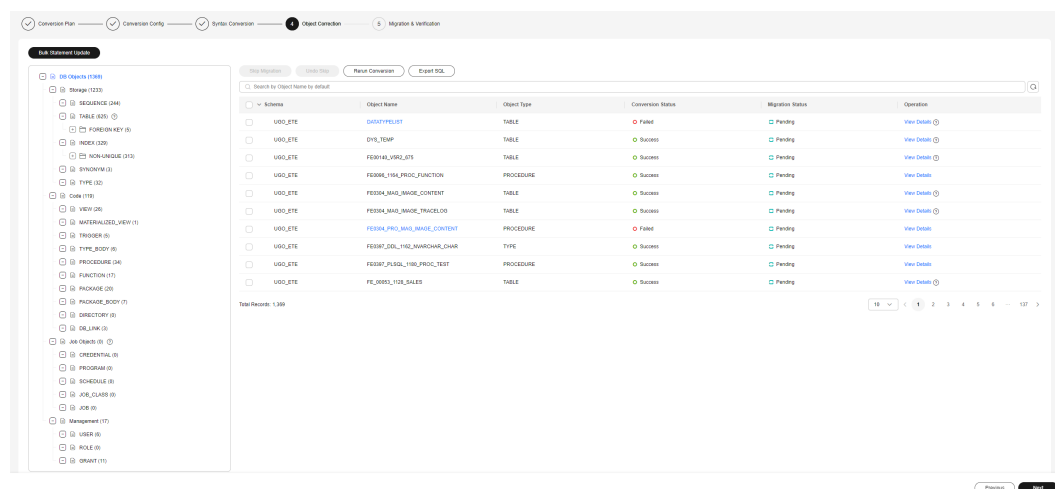 Conversion Plan Conversion Config Syntax Conversion 4 Object Correction 5 Migration & Verification
Bulk Statement Update
DB Objects (1369)
Storage (1233)
SEQUENCE (244)
TABLE (625)
FOREIGN KEY (5)
INDEX (329)
NON-UNIQUE (313)
SYNONYM (3)
TYPE (32)
Code (119)
VIEW (26)
MATERIALIZED_VIEW (1)
TRIGGER (5)
TYPE_BODY (6)
PROCEDURE (34)
FUNCTION (17)
PACKAGE (20)
PACKAGE_BODY (7)
DIRECTORY (0)
DB_LINK (3)
Job Objects (0)
CREDENTIAL (0)
PROGRAM (0)
SCHEDULE (0)
JOB_CLASS (0)
JOB (0)
Management (17)
USER (6)
ROLE (0)
GRANT (11)
Stop Migration Undo Skip Rerun Conversion Export SQL
Search by Object Name by default
Schema Object Name Object Type Conversion Status Migration Status Operation
UGO_ETE DATATYPELIST TABLE Failed Pending View Details
UGO_ETE DYS_TEMP TABLE Success Pending View Details
UGO_ETE FE00140_V5R2_675 TABLE Success Pending View Details
UGO_ETE FE0098_1164_PROC_FUNCTION PROCEDURE Success Pending View Details
UGO_ETE FE0304_MAG_IMAGE_CONTENT TABLE Success Pending View Details
UGO_ETE FE0304_MAG_IMAGE_TRACELOG TABLE Success Pending View Details
UGO_ETE FE0304_PRO_MAG_IMAGE_CONTENT PROCEDURE Failed Pending View Details
UGO_ETE FE0397_DDL_1162_NVARCHAR_CHAR TYPE Success Pending View Details
UGO_ETE FE0397_PLSQL_1180_PROC_TEST PROCEDURE Success Pending View Details
UGO_ETE FE_00953_1126_SALES TABLE Success Pending View Details
Total Records: 1,369 10 < 1 2 3 4 5 6 ... 137 >
Previous Next